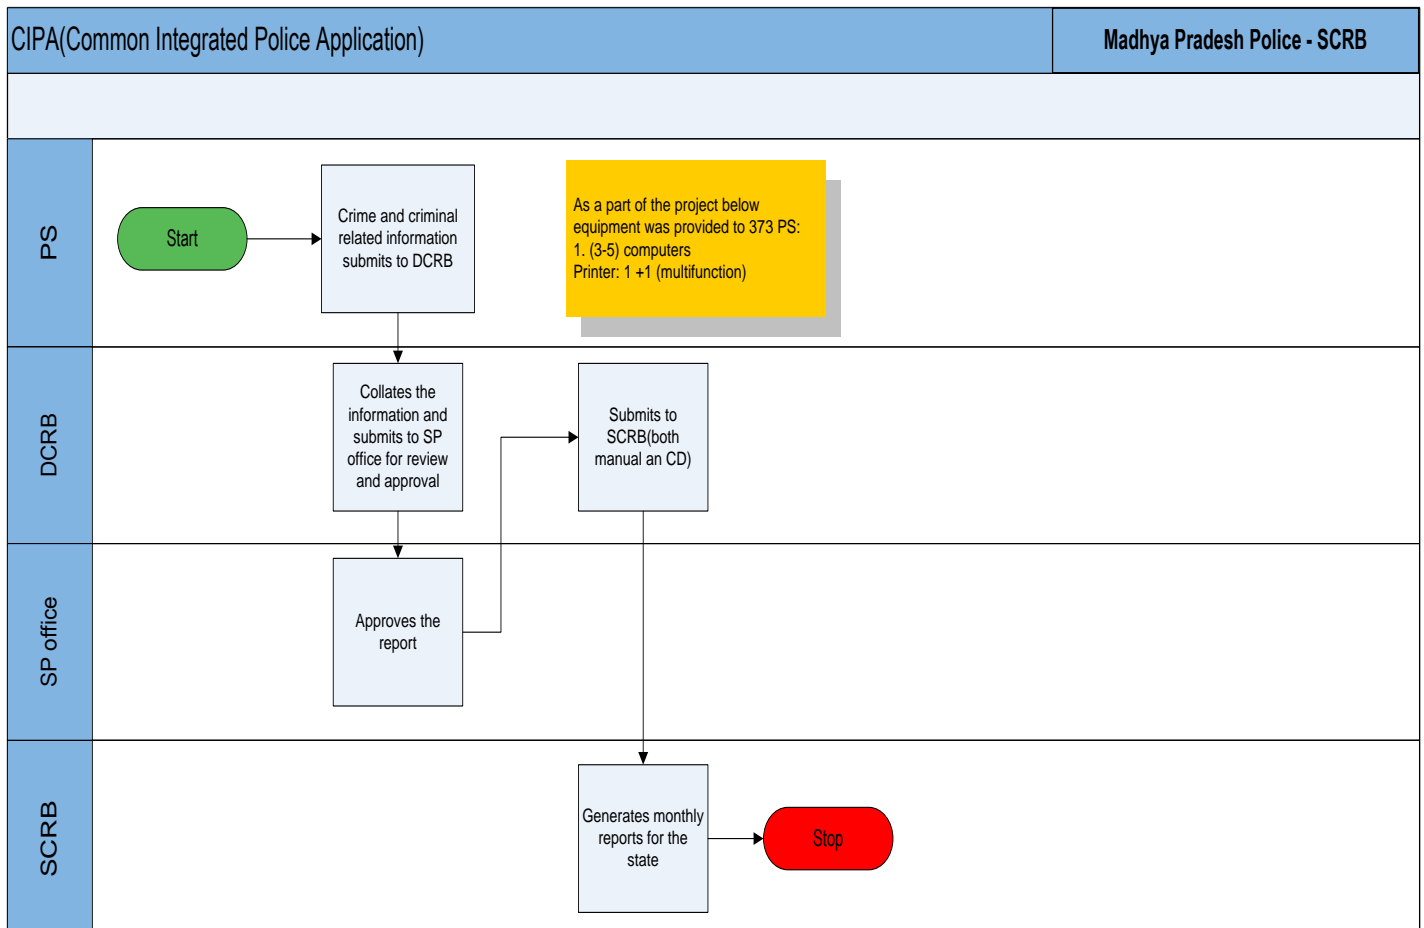 CIPA(Common Integrated Police Application)
Madhya Pradesh Police - SCRB
PS
Start
Crime and criminal
related information
submits to DCRB
As a part of the project below
equipment was provided to 373 PS:
1. (3-5) computers
Printer: 1 +1 (multifunction)
DCRB
Collates the
information and
submits to SP
office for review
and approval
Submits to
SCRB(both
manual an CD)
SP office
Approves the
report
SCRB
Generates monthly
reports for the
state
Stop